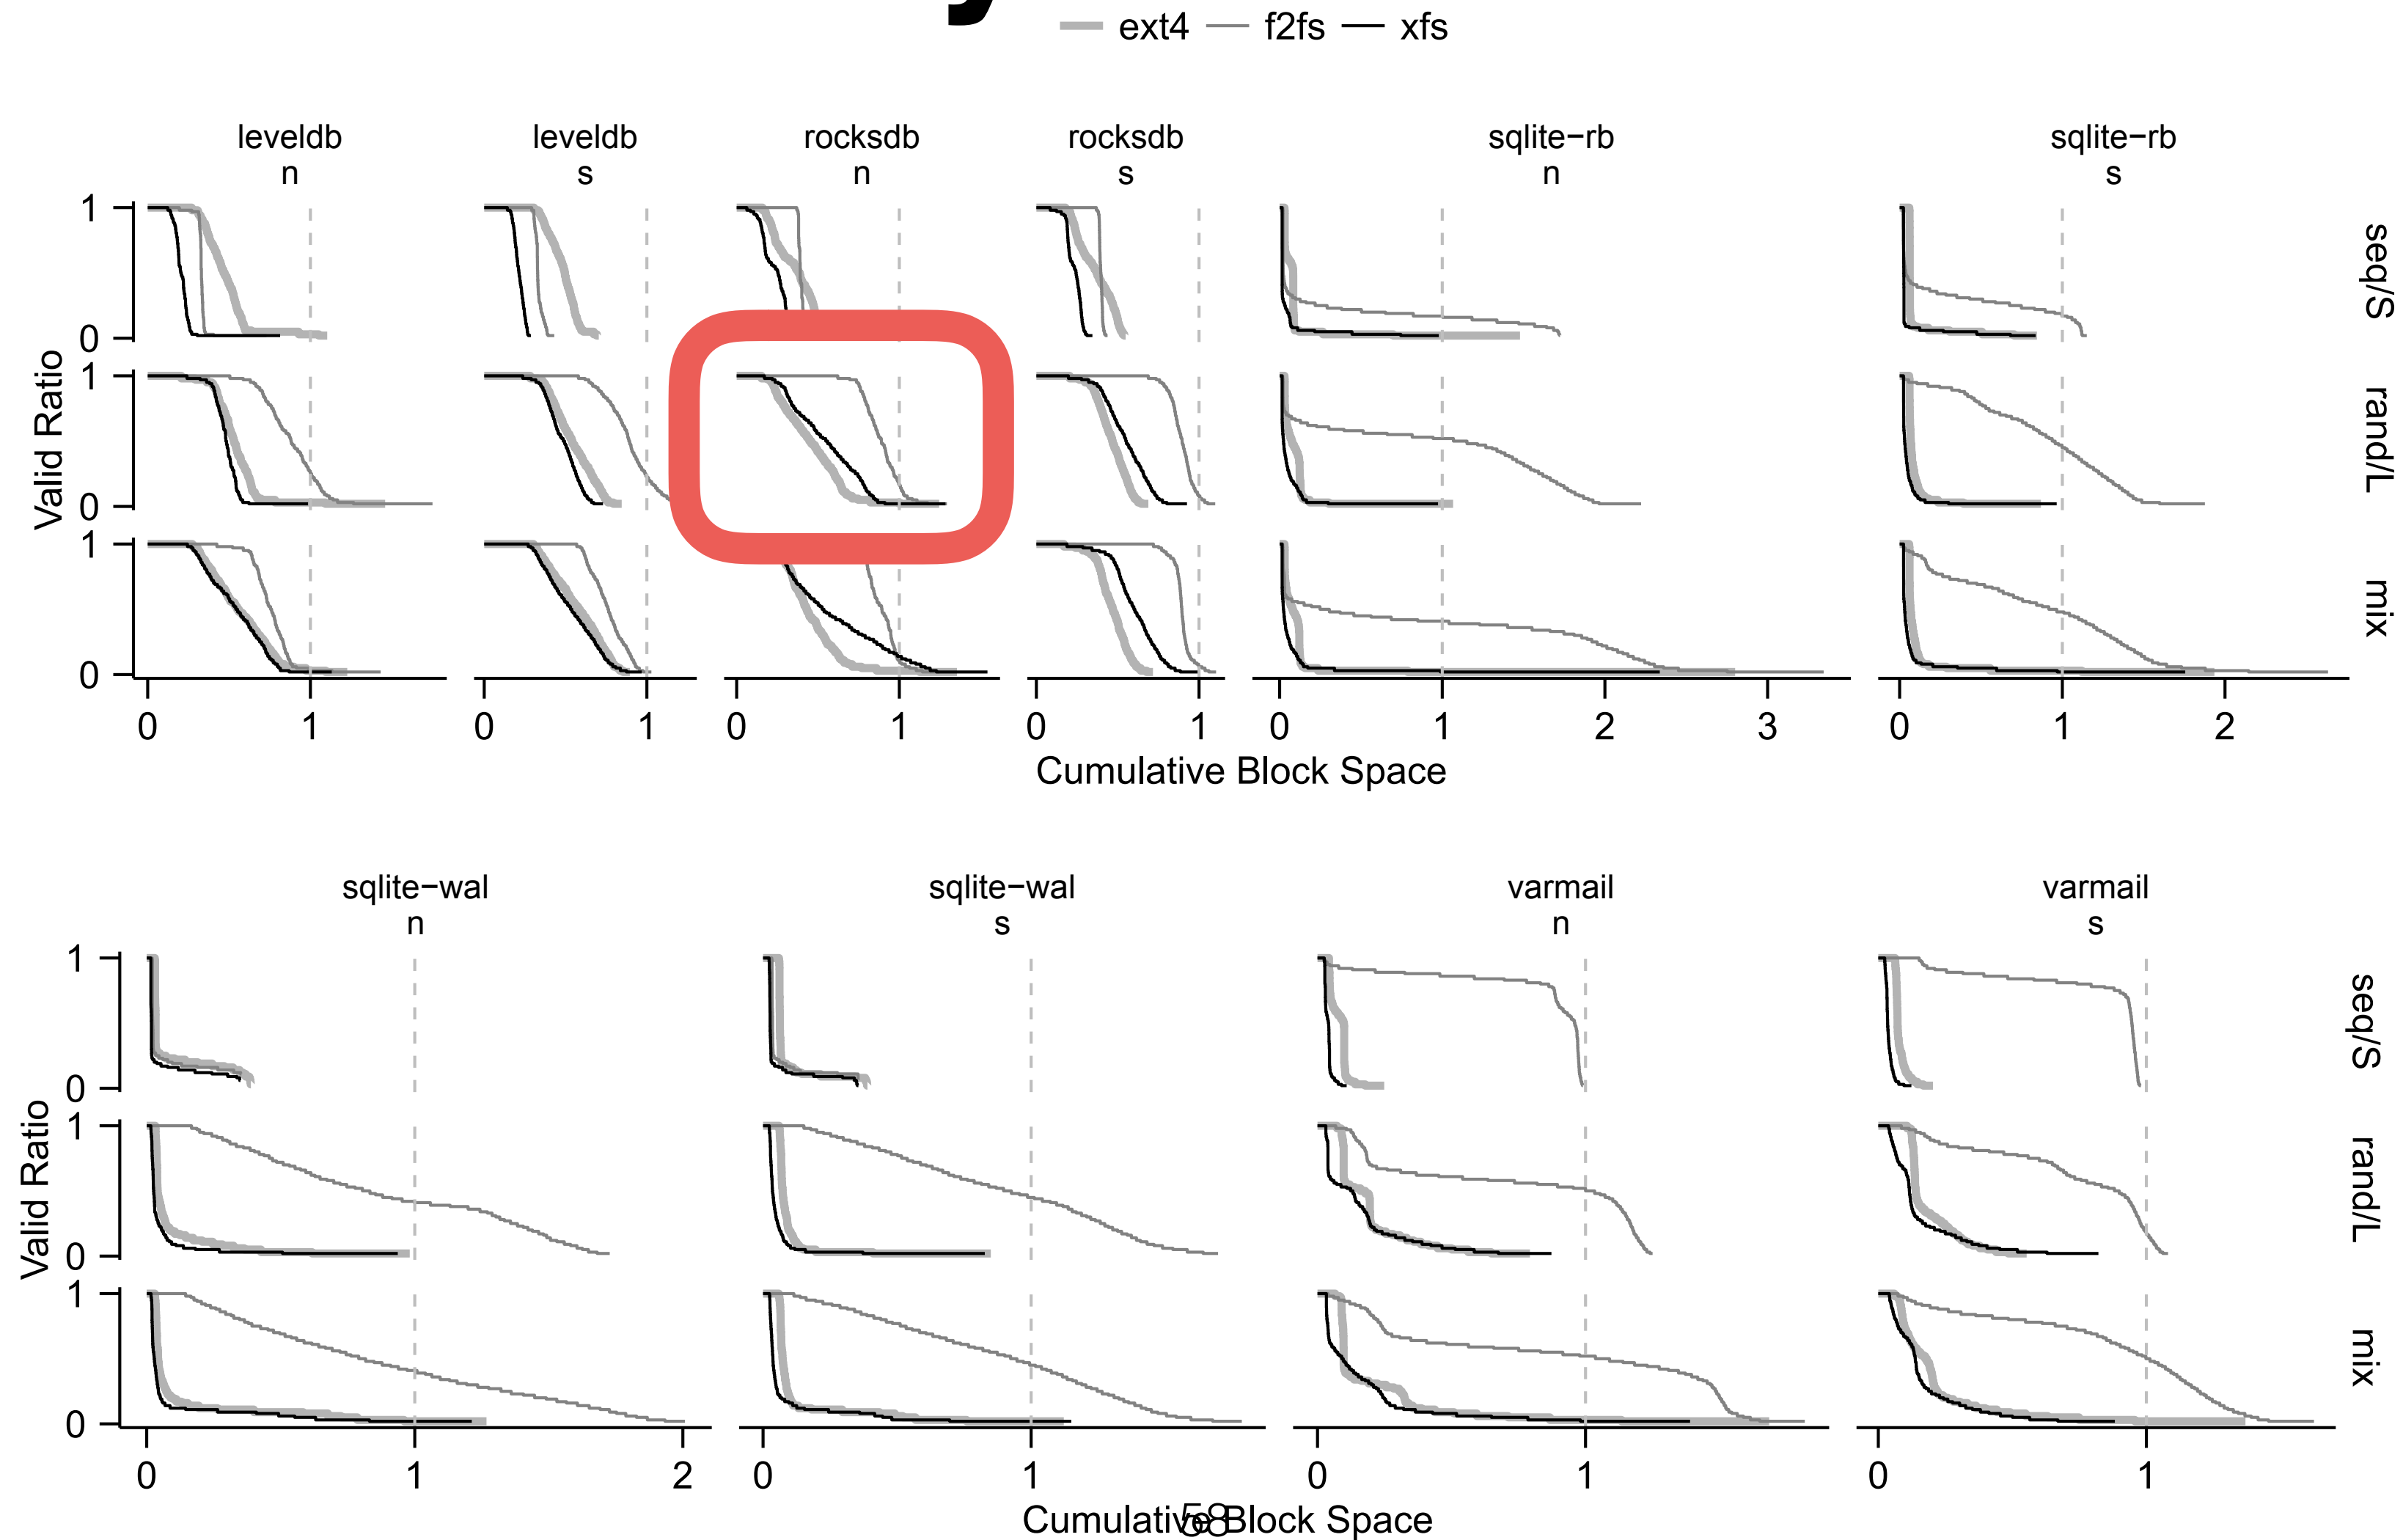 ext4 f2fs xfs
leveldb leveldb rocksdb rocksdb sqlite−rb sqlite−rb
n s n s n s
1
0
seq/S
1
0
rand/L
1
0
mix
Valid Ratio
0 1 0 1 0 1 0 1 0 1 2 3 0 1 2
Cumulative Block Space
sqlite−wal sqlite−wal varmail varmail
n s n s
1
0
seq/S
1
0
rand/L
1
0
mix
Valid Ratio
0 1 2 0 1 0 1 0 1
Cumulative Block Space
58